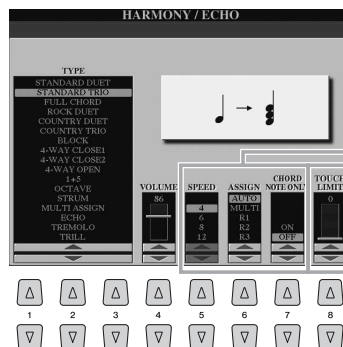 HARMONY / ECHO
TYPE
STANDARD DUET
STANDARD TRIO
FULL CHORD
ROCK DUET
COUNTRY DUET
COUNTRY TRIO
BLOCK
4-WAY CLOSE1
4-WAY CLOSE2
4-WAY OPEN
1+5
OCTAVE
STRUM
MULTI ASSIGN
ECHO
TREMOLO
TRILL
VOLUME
86
SPEED
4
6
8
12
ASSIGN
AUTO
MULTI
R1
R2
R3
CHORD
NOTE ONLY
ON
OFF
TOUCH
LIMIT
0
1 2 3 4 5 6 7 8